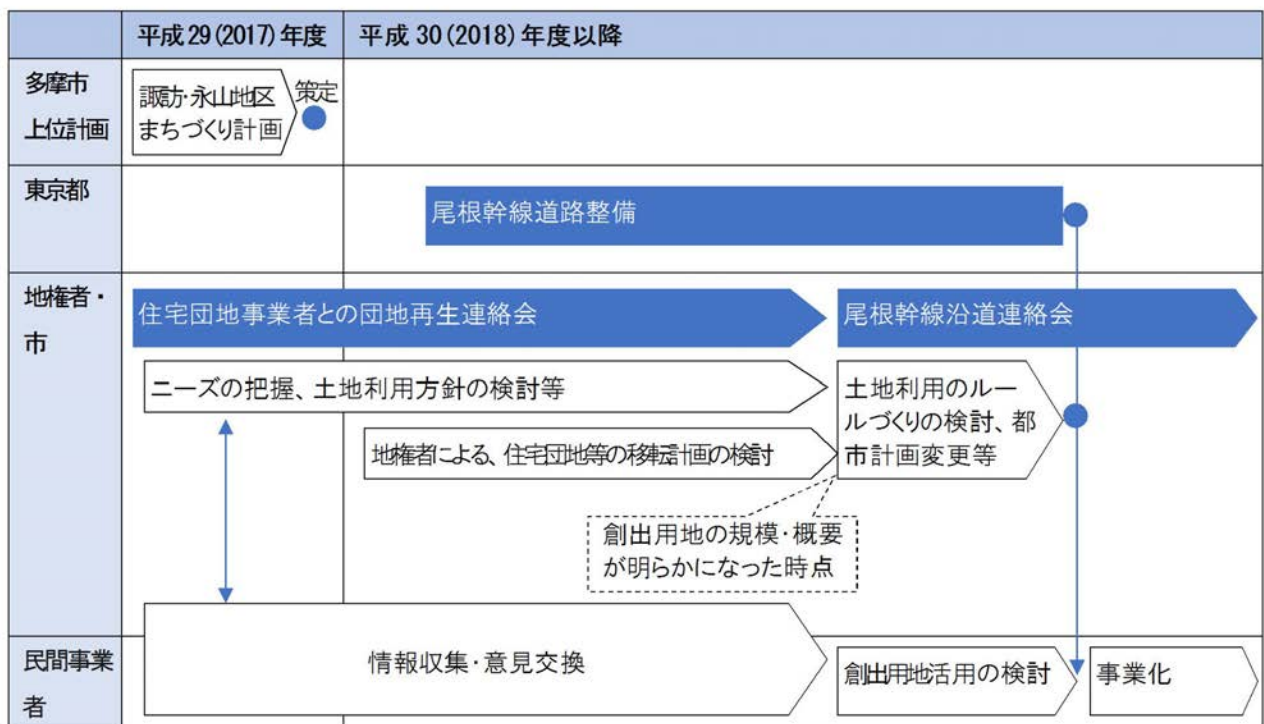 平成29(2017)年度
平成30(2018)年度以降
多摩市
上位計画
諏訪・永山地区
まちづくり計画
策定
東京都
尾根幹線道路整備
地権者・
市
住宅団地事業者との団地再生連絡会
尾根幹線沿道連絡会
ニーズの把握、土地利用方針の検討等
土地利用のルー
ルづくりの検討、都
市計画変更等
地権者による、住宅団地等の移転計画の検討
創出用地の規模・概要
が明らかになった時点
民間事業
者
情報収集・意見交換
創出用地活用の検討
事業化